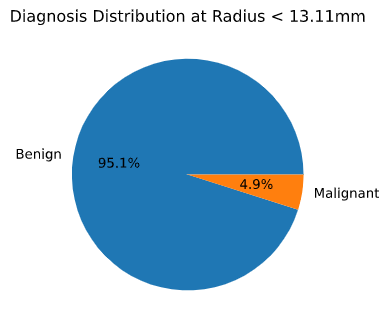 Diagnosis Distribution at Radius < 13.11mm
Benign
95.1%
4.9%
Malignant